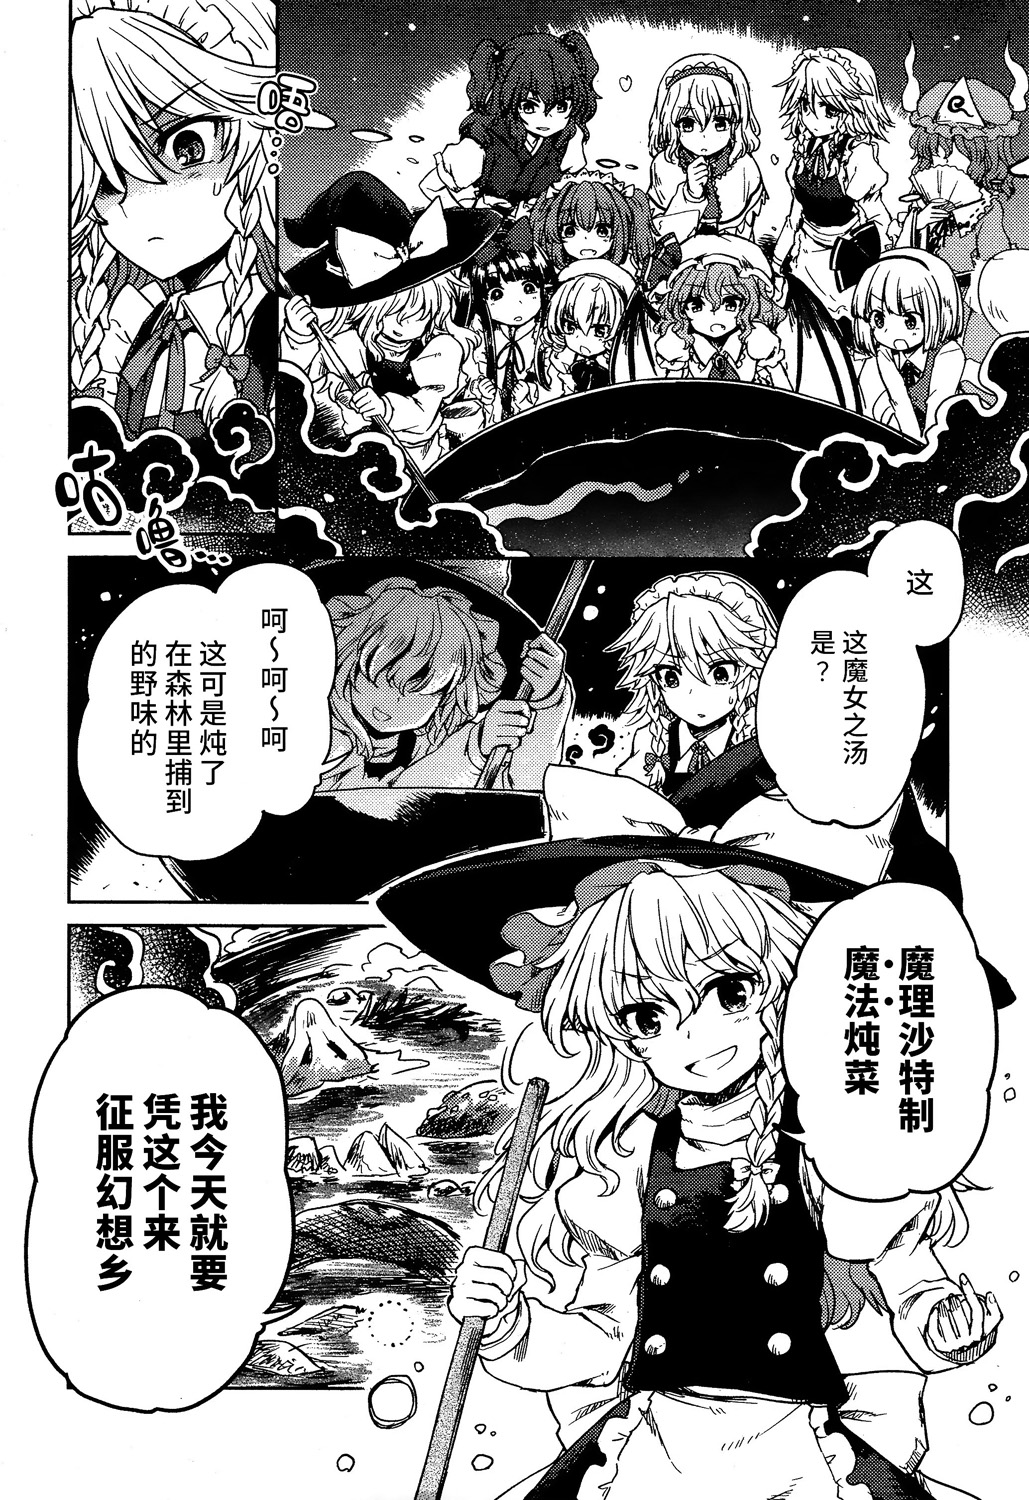 唔……
咕
噜…
这
这魔女之汤
是？
呵～呵～呵
这可是炖了
在森林里捕到
的野味的
魔理沙特制
魔法炖菜
我今天就要
凭这个来
征服幻想乡